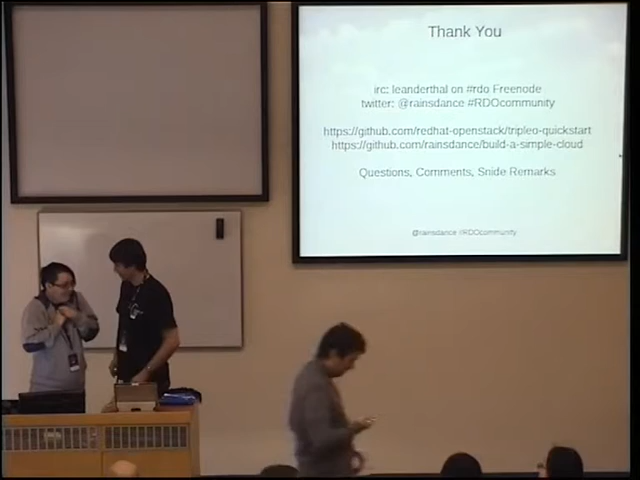 Thank You
irc: leanderthal on #rdo Freenode
twitter: @rainsdance #RDOcommunity
https://github.com/redhat-openstack/tripleo-quickstart
https://github.com/rainsdance/build-a-simple-cloud
Questions, Comments, Snide Remarks
@rainsdance #RDOcommunity